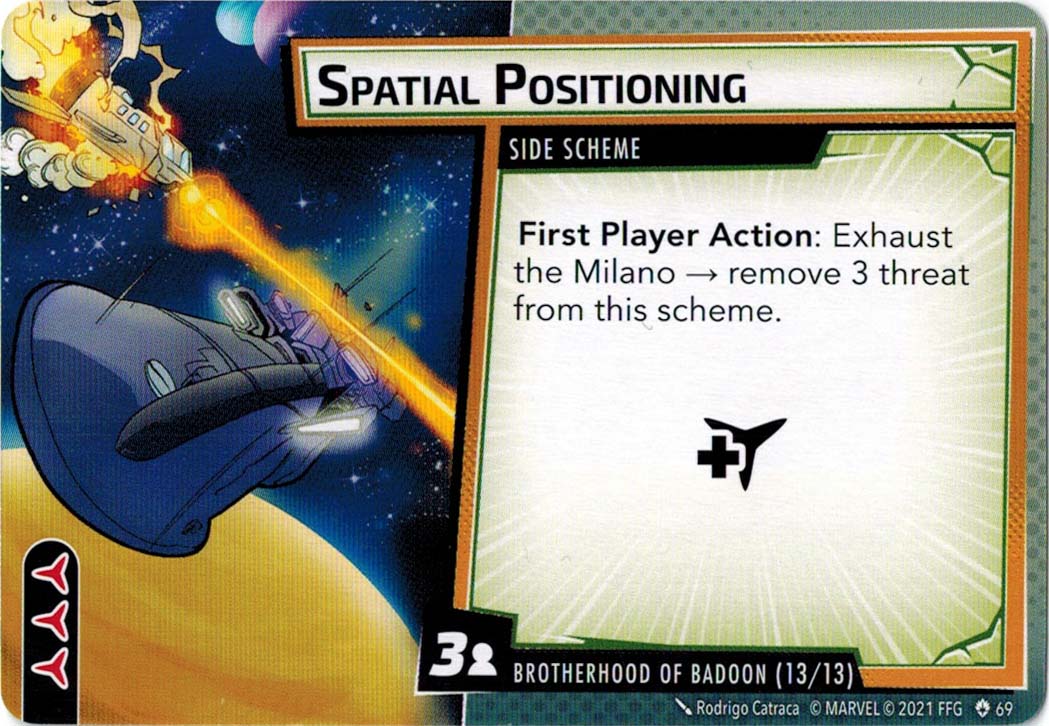 SPATIAL POSITIONING
SIDE SCHEME
First Player Action: Exhaust
the Milano → remove 3 threat
from this scheme.
3
BROTHERHOOD OF BADOON (13/13)
Rodrigo Catraca © MARVEL © 2021 FFG 69